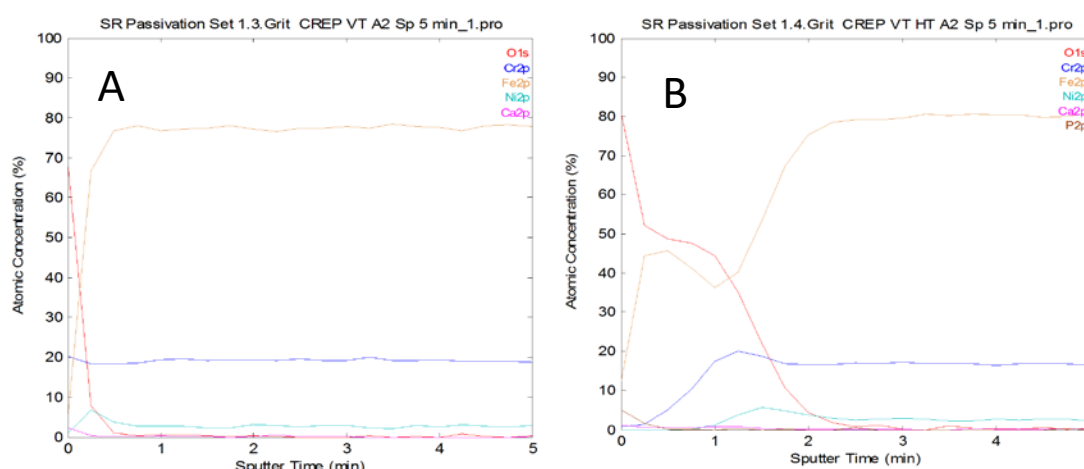 SR Passivation Set 1.3.Grit CREP VT A2 Sp 5 min_1.pro
A
O1s
Cr2p
Fe2p
Ni2p
Ca2p
Atomic Concentration (%)
100
90
80
70
60
50
40
30
20
10
0
0 1 2 3 4 5
Sputter Time (min)
SR Passivation Set 1.4.Grit CREP VT HT A2 Sp 5 min_1.pro
B
O1s
Cr2p
Fe2p
Ni2p
Ca2p
P2p
Atomic Concentration (%)
100
90
80
70
60
50
40
30
20
10
0
0 1 2 3 4
Sputter Time (min)